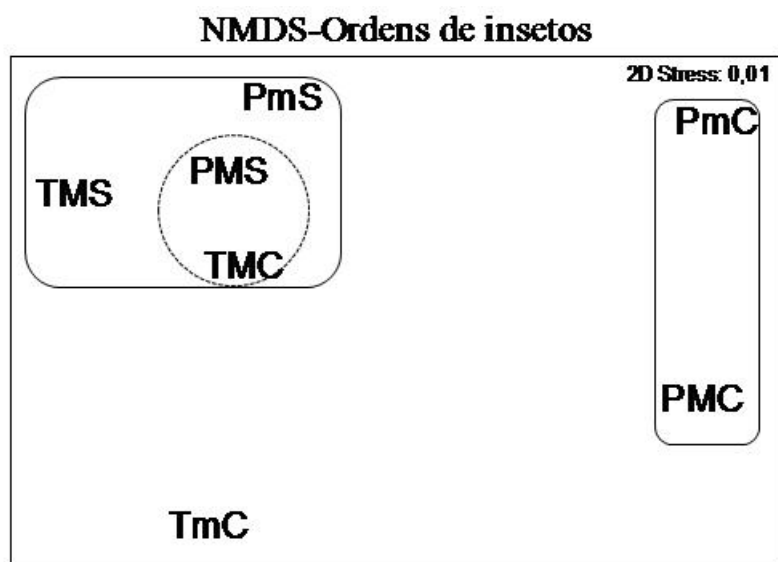 NMDS-Ordens de insetos
2D Stress: 0,01
PmS
PmC
PMS
TMS
TMC
PMC
TmC